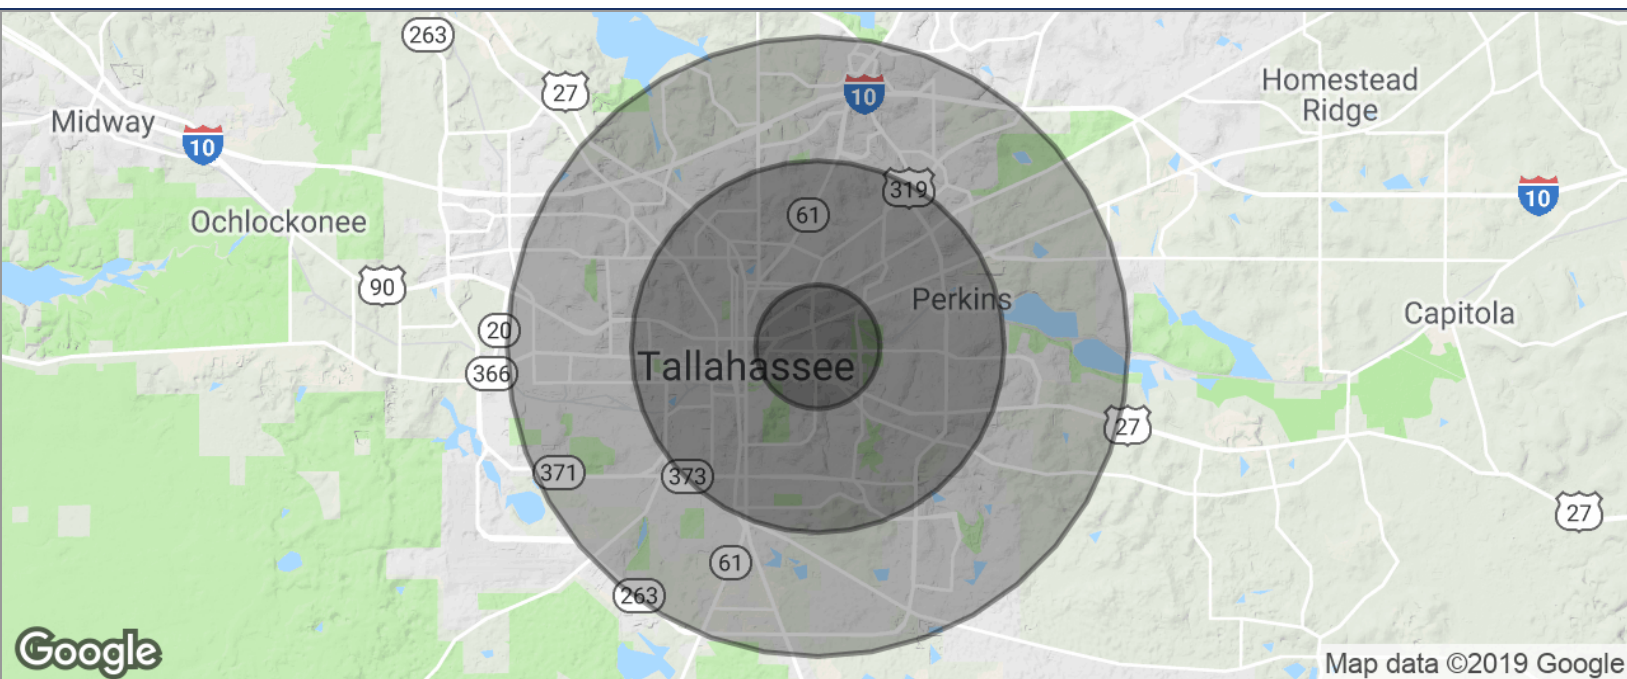 263
27
10
Homestead
Ridge
Midway
10
319
10
61
Ochlockonee
90
Perkins
Capitola
20
Tallahassee
366
27
371
373
27
61
263
Google
Map data ©2019 Google